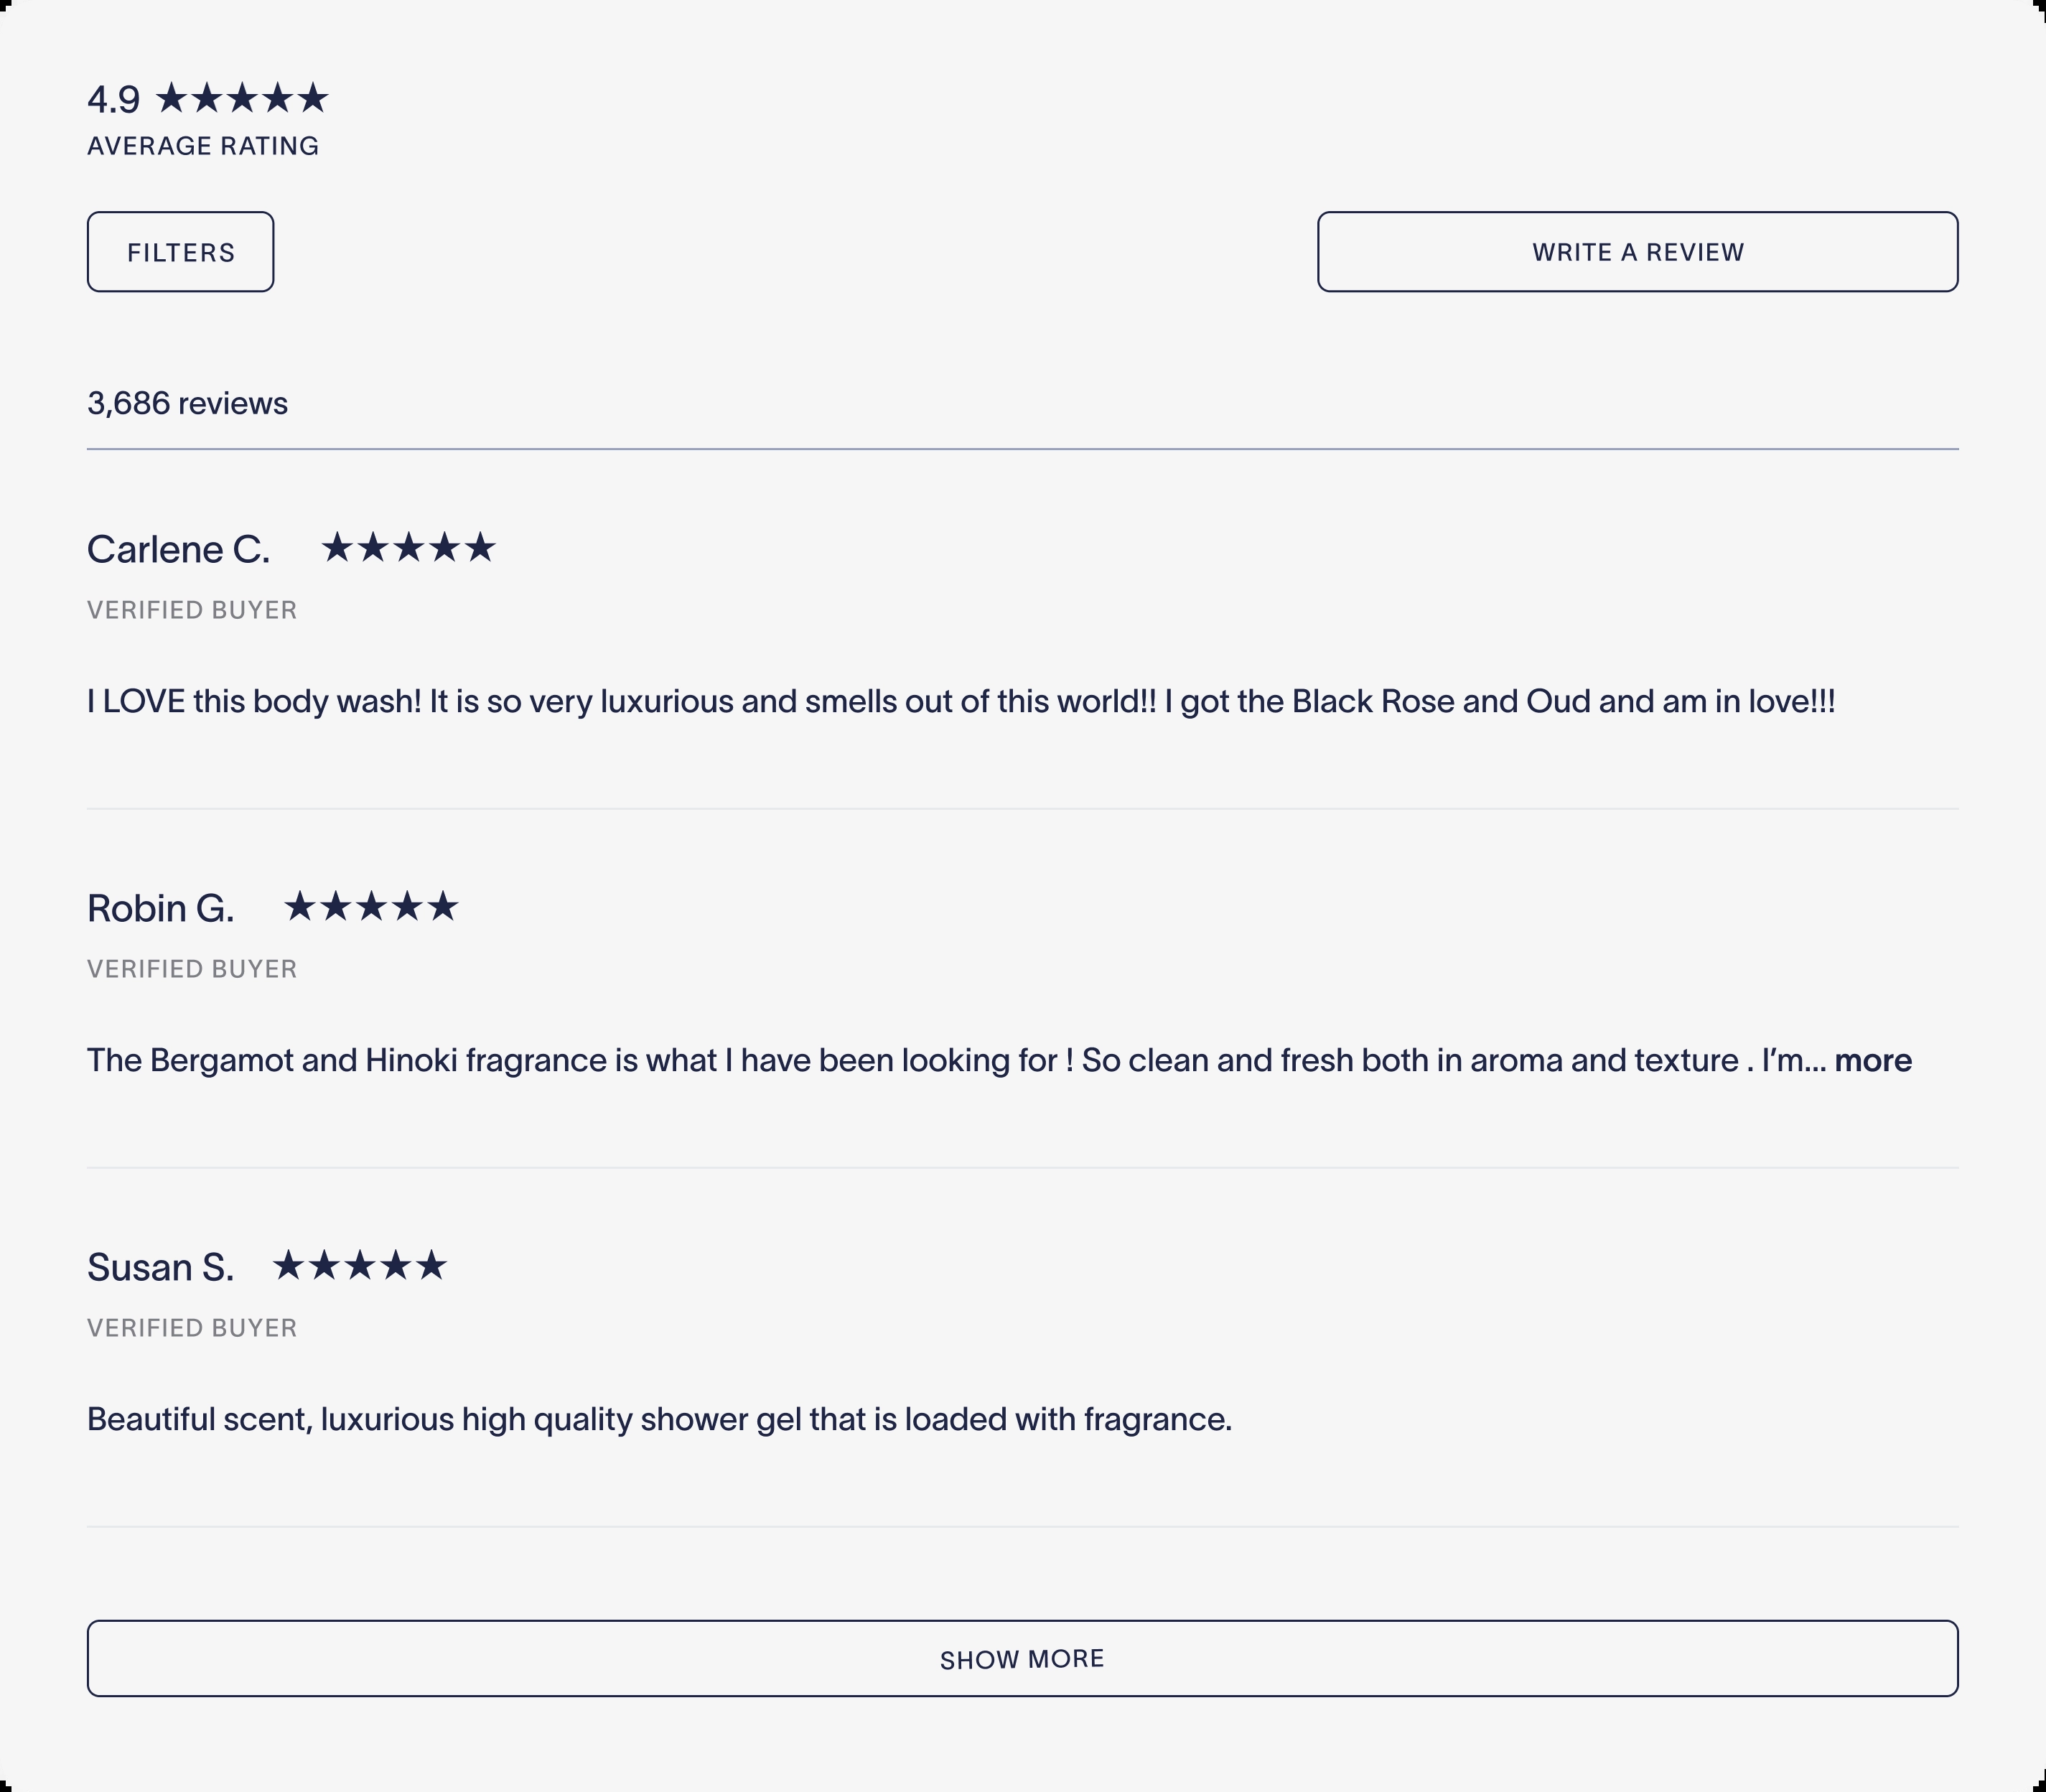 4.9 ★★★★★
AVERAGE RATING
FILTERS
WRITE A REVIEW
3,686 reviews
Carlene C. ★★★★★
VERIFIED BUYER
I LOVE this body wash! It is so very luxurious and smells out of this world!! I got the Black Rose and Oud and am in love!!!
Robin G. ★★★★★
VERIFIED BUYER
The Bergamot and Hinoki fragrance is what I have been looking for ! So clean and fresh both in aroma and texture . I’m... more
Susan S. ★★★★★
VERIFIED BUYER
Beautiful scent, luxurious high quality shower gel that is loaded with fragrance.
SHOW MORE